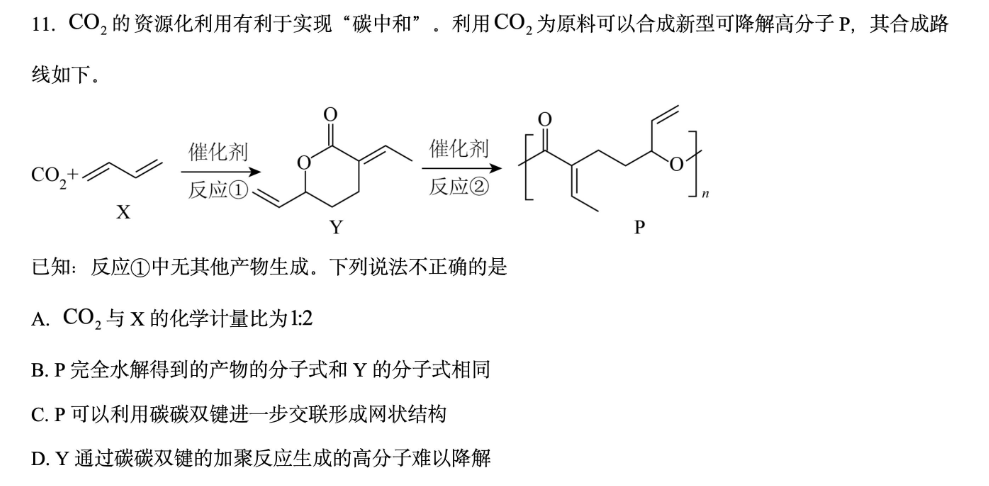 11. CO₂的资源化利用有利于实现“碳中和”。利用CO₂为原料可以合成新型可降解高分子 P，其合成路
线如下。
O O
催化剂 催化剂
CO₂+ O O n
反应① 反应②
X Y P
已知：反应①中无其他产物生成。下列说法不正确的是
A. CO₂与 X 的化学计量比为1:2
B. P 完全水解得到的产物的分子式和 Y 的分子式相同
C. P 可以利用碳碳双键进一步交联形成网状结构
D. Y 通过碳碳双键的加聚反应生成的高分子难以降解